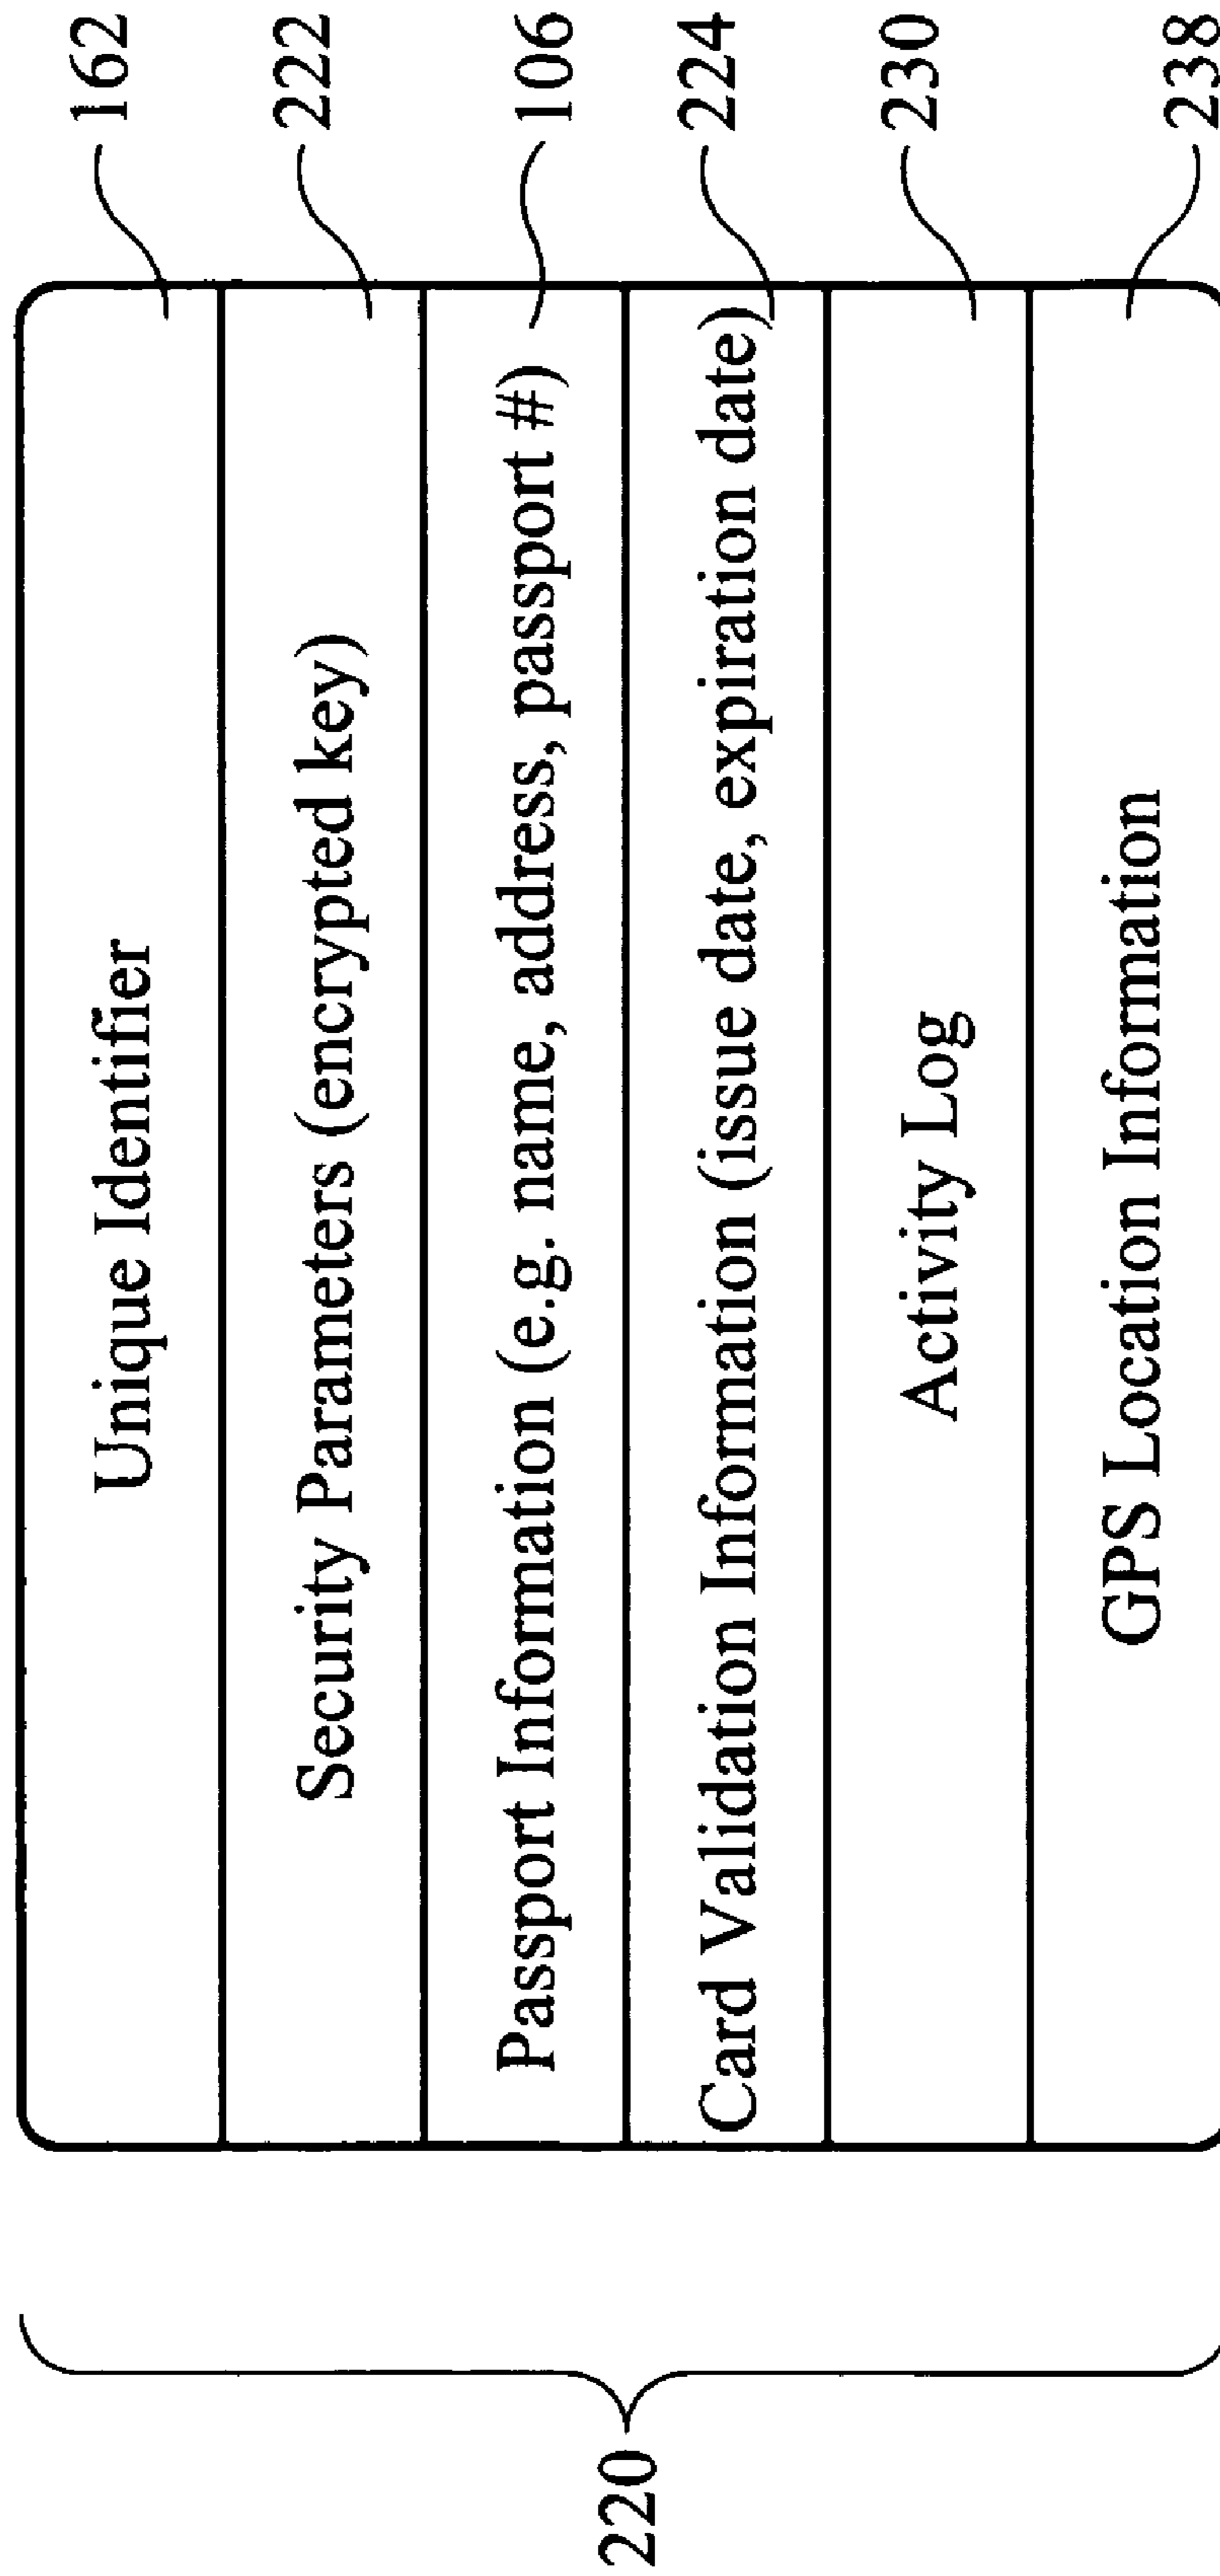 Unique Identifier 162
Security Parameters (encrypted key) 222
Passport Information (e.g. name, address, passport #) 106
Card Validation Information (issue date, expiration date) 224
Activity Log 230
GPS Location Information 238
220